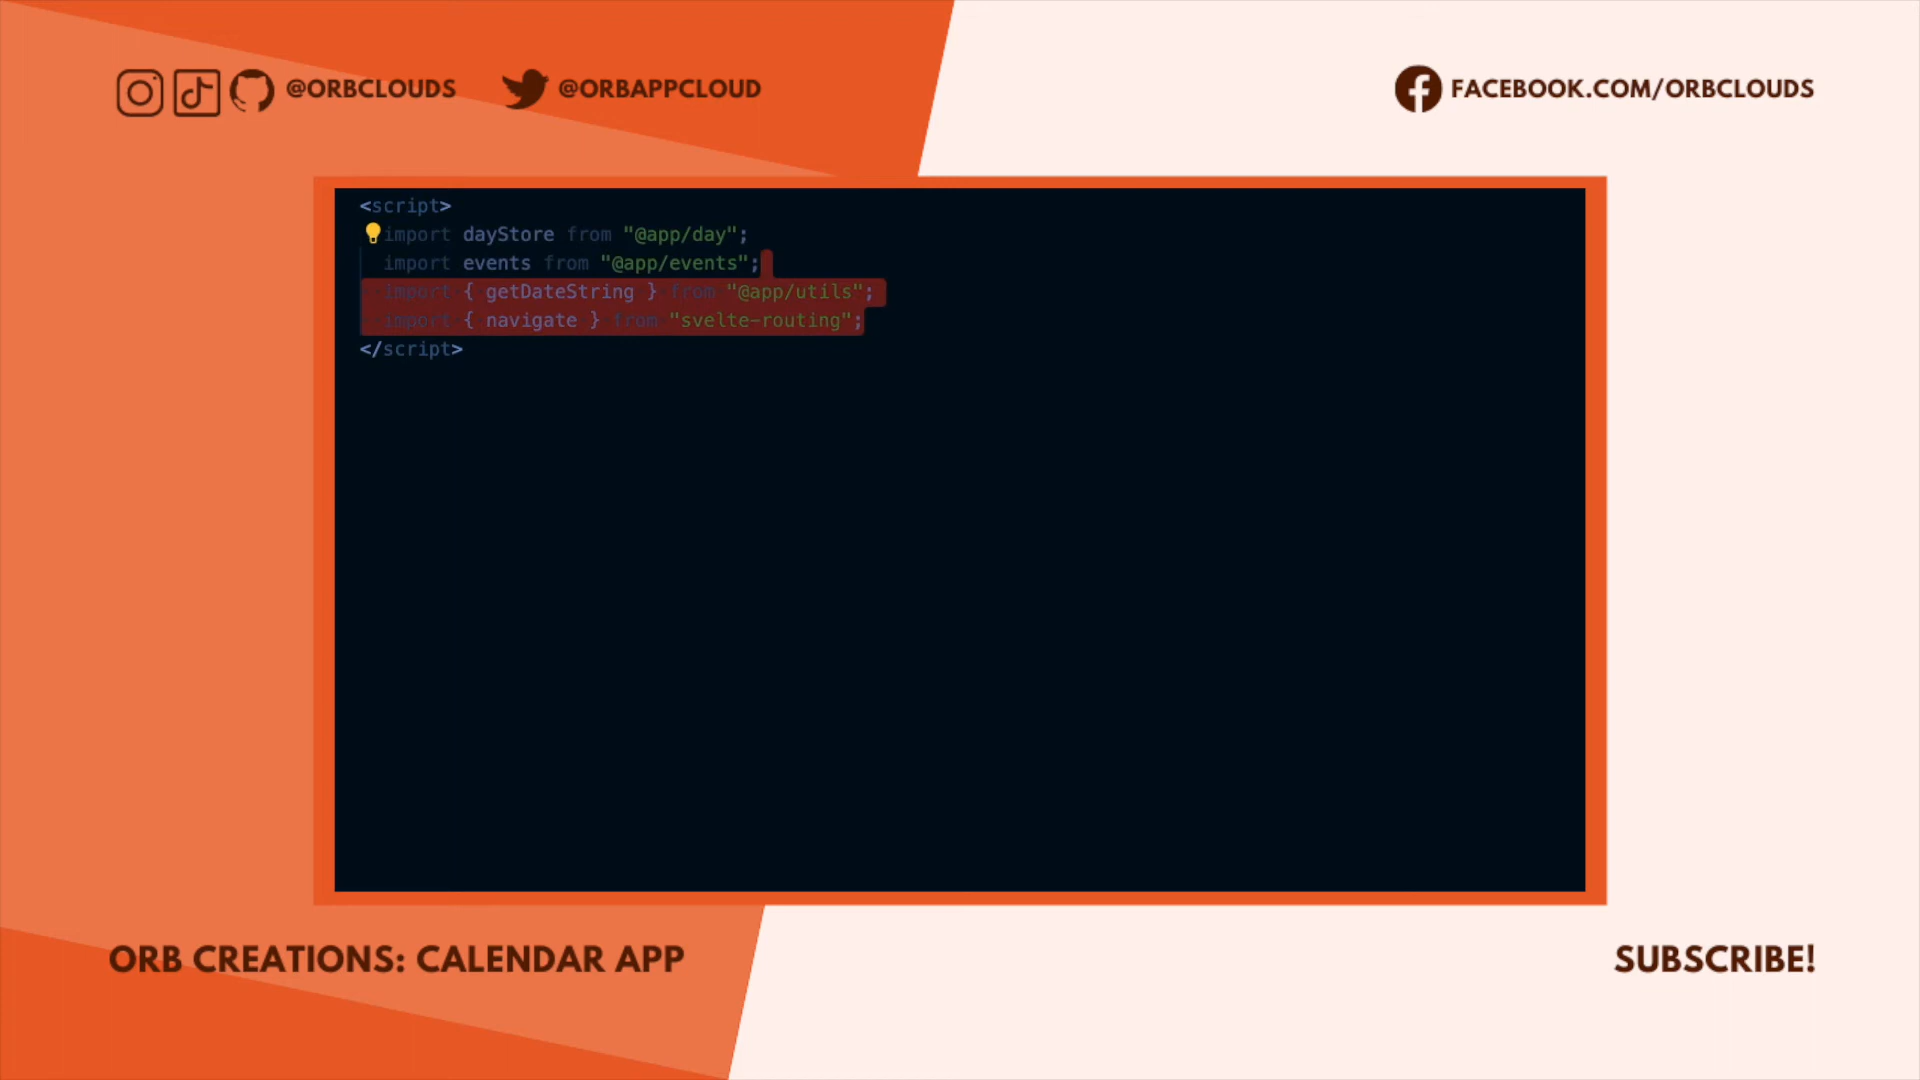 @ORBCLOUDS @ORBAPPCLOUD FACEBOOK.COM/ORBCLOUDS
<script>
import dayStore from "@app/day";
import events from "@app/events";
import { getDateString } from "@app/utils";
import { navigate } from "svelte-routing";
</script>
ORB CREATIONS: CALENDAR APP SUBSCRIBE!